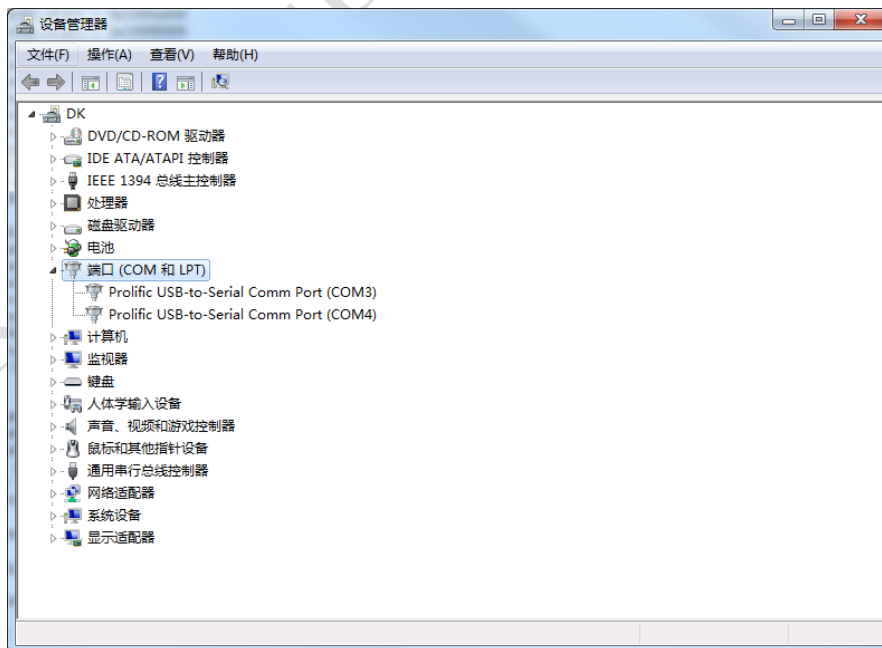 设备管理器
文件(F) 操作(A) 查看(V) 帮助(H)
DK
DVD/CD-ROM 驱动器
IDE ATA/ATAPI 控制器
IEEE 1394 总线主控制器
处理器
磁盘驱动器
电池
端口 (COM 和 LPT)
Prolific USB-to-Serial Comm Port (COM3)
Prolific USB-to-Serial Comm Port (COM4)
计算机
监视器
键盘
人体学输入设备
声音、视频和游戏控制器
鼠标和其他指针设备
通用串行总线控制器
网络适配器
系统设备
显示适配器